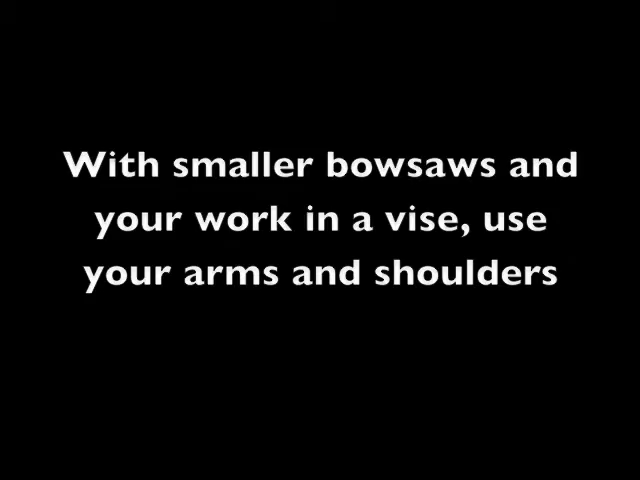 With smaller bowsaws and
your work in a vise, use
your arms and shoulders